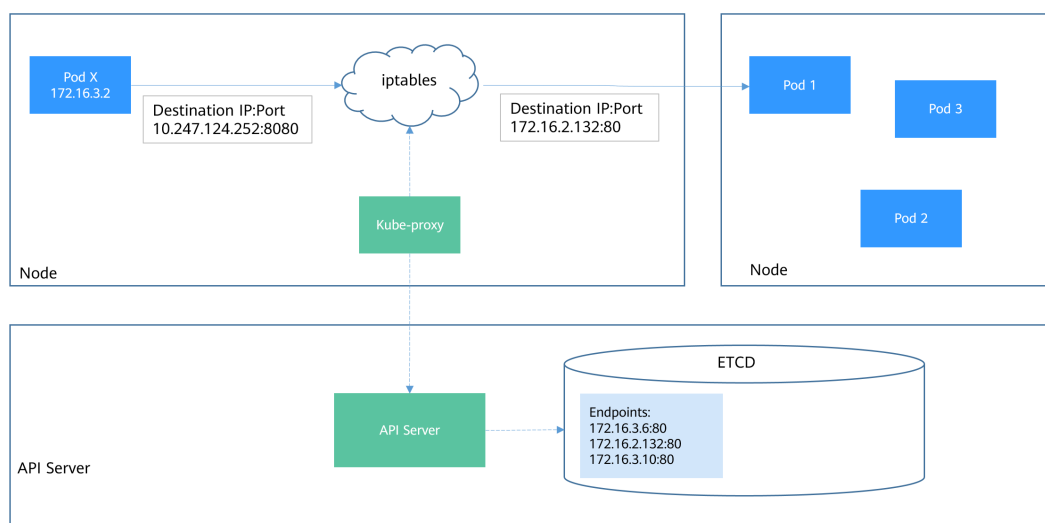 Pod X
172.16.3.2
Destination IP:Port
10.247.124.252:8080
iptables
Destination IP:Port
172.16.2.132:80
Kube-proxy
Node
Pod 1
Pod 3
Pod 2
Node
API Server
ETCD
Endpoints:
172.16.3.6:80
172.16.2.132:80
172.16.3.10:80
API Server